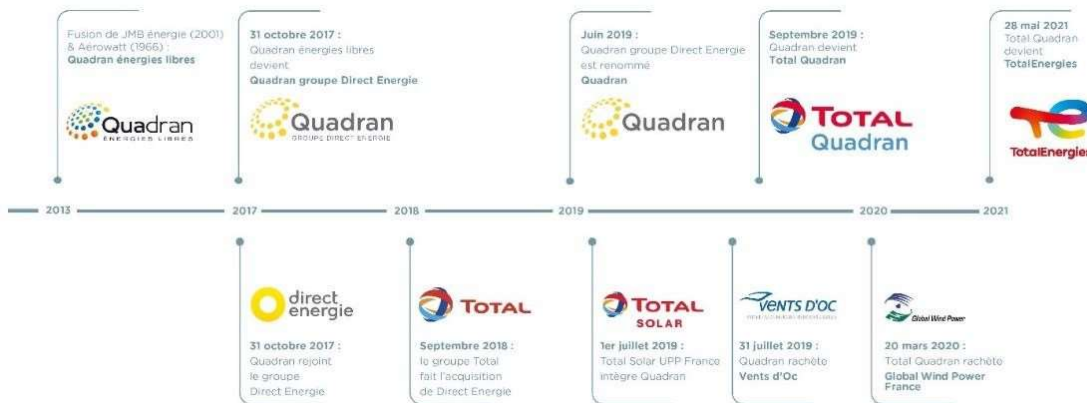 Fusion de JMB énergie (2001)
& Aérowatt (1966) :
Quadran énergies libres
Quadran
ENERGIES LIBRES
31 octobre 2017 :
Quadran énergies libres
devient
Quadran groupe Direct Energie
Quadran
GROUPE DIRECT ENERGIE
Juin 2019 :
Quadran groupe Direct Energie
est renommé
Quadran
Quadran
Septembre 2019 :
Quadran devient
Total Quadran
TOTAL
Quadran
28 mai 2021
Total Quadran
devient
TotalEnergies
TotalEnergies
2013
2017
2018
2019
2020
2021
direct
energie
31 octobre 2017 :
Quadran rejoint
le groupe
Direct Energie
TOTAL
Septembre 2018 :
le groupe Total
fait l'acquisition
de Direct Energie
TOTAL
SOLAR
1er juillet 2019 :
Total Solar UPP France
intègre Quadran
VENTS D'OC
31 juillet 2019 :
Quadran rachète
Vents d'Oc
Global Wind Power
20 mars 2020 :
Total Quadran rachète
Global Wind Power
France